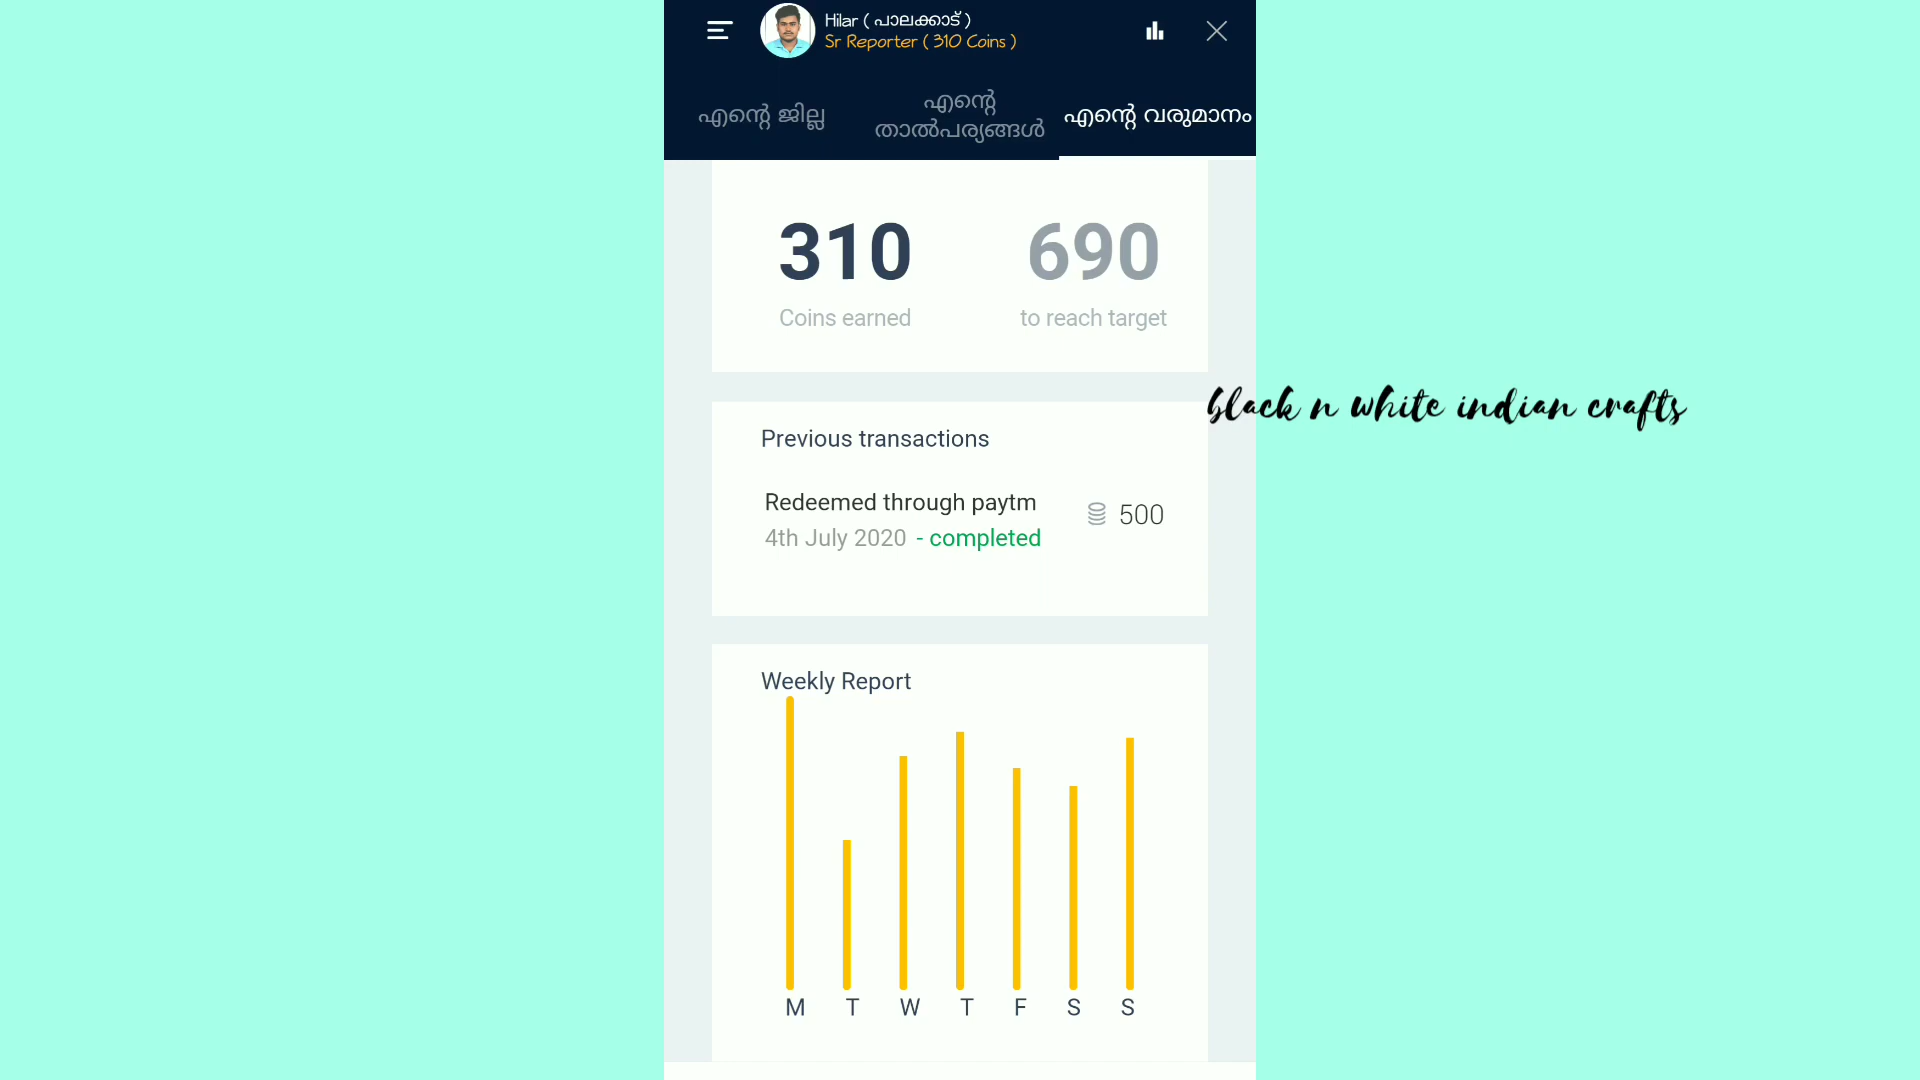 Hilar ( പാലക്കാട് )
Sr Reporter ( 310 Coins )
എന്റെ ജില്ല
എന്റെ
താൽപര്യങ്ങൾ
എന്റെ വരുമാനം
310
690
Coins earned
to reach target
black n white indian crafts
Previous transactions
Redeemed through paytm
500
4th July 2020 - completed
Weekly Report
M T W T F S S